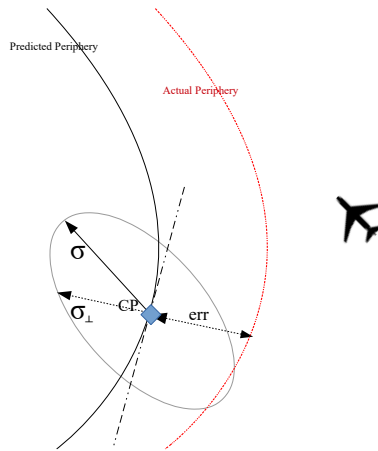 Predicted Periphery
Actual Periphery
σ
CP
σ⊥
err